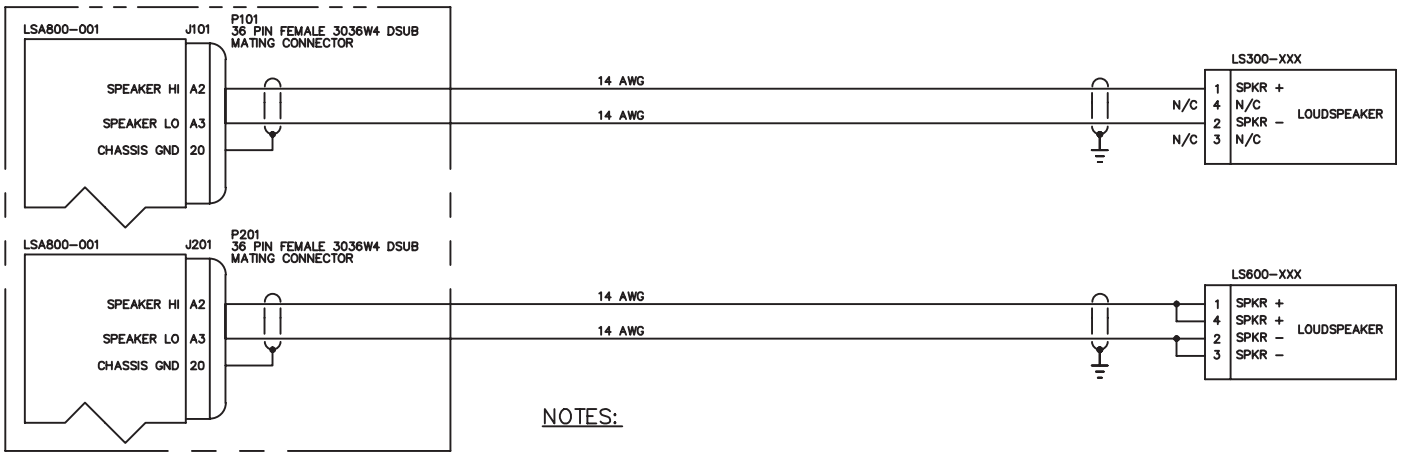 LSA800-001
J101
P101
36 PIN FEMALE 3036W4 DSUB
MATING CONNECTOR
SPEAKER HI A2
SPEAKER LO A3
CHASSIS GND 20
14 AWG
14 AWG
LS300-XXX
1 SPKR +
N/C 4 N/C
2 SPKR -
N/C 3 N/C
LOUDSPEAKER
LSA800-001
J201
P201
36 PIN FEMALE 3036W4 DSUB
MATING CONNECTOR
SPEAKER HI A2
SPEAKER LO A3
CHASSIS GND 20
14 AWG
14 AWG
LS600-XXX
1 SPKR +
4 SPKR +
2 SPKR -
3 SPKR -
LOUDSPEAKER
NOTES: